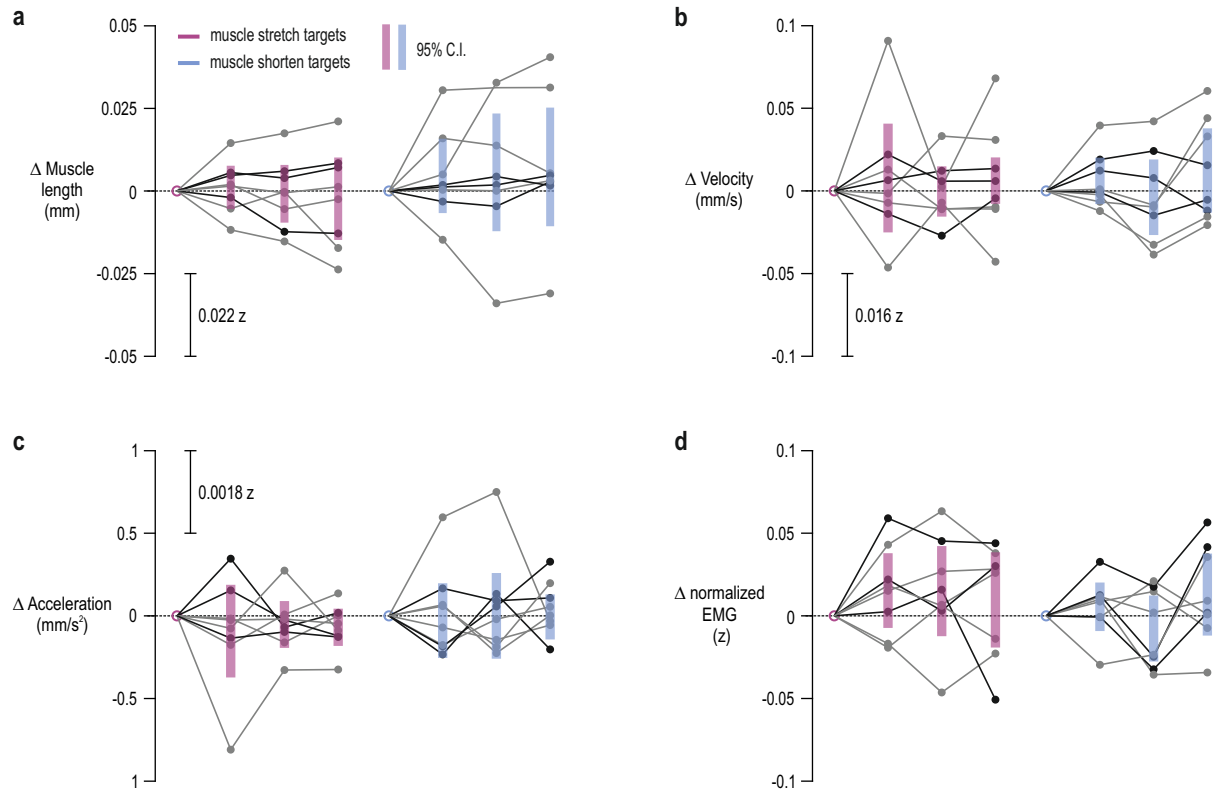 a
0.05
0.025
0
-0.025
-0.05
Δ Muscle
length
(mm)
muscle stretch targets
muscle shorten targets
95% C.I.
0.022 z
b
0.1
0.05
0
-0.05
-0.1
Δ Velocity
(mm/s)
0.016 z
c
1
0.5
0
-0.5
1
Δ Acceleration
(mm/s²)
0.0018 z
d
0.1
0.05
0
-0.05
-0.1
Δ normalized
EMG
(z)